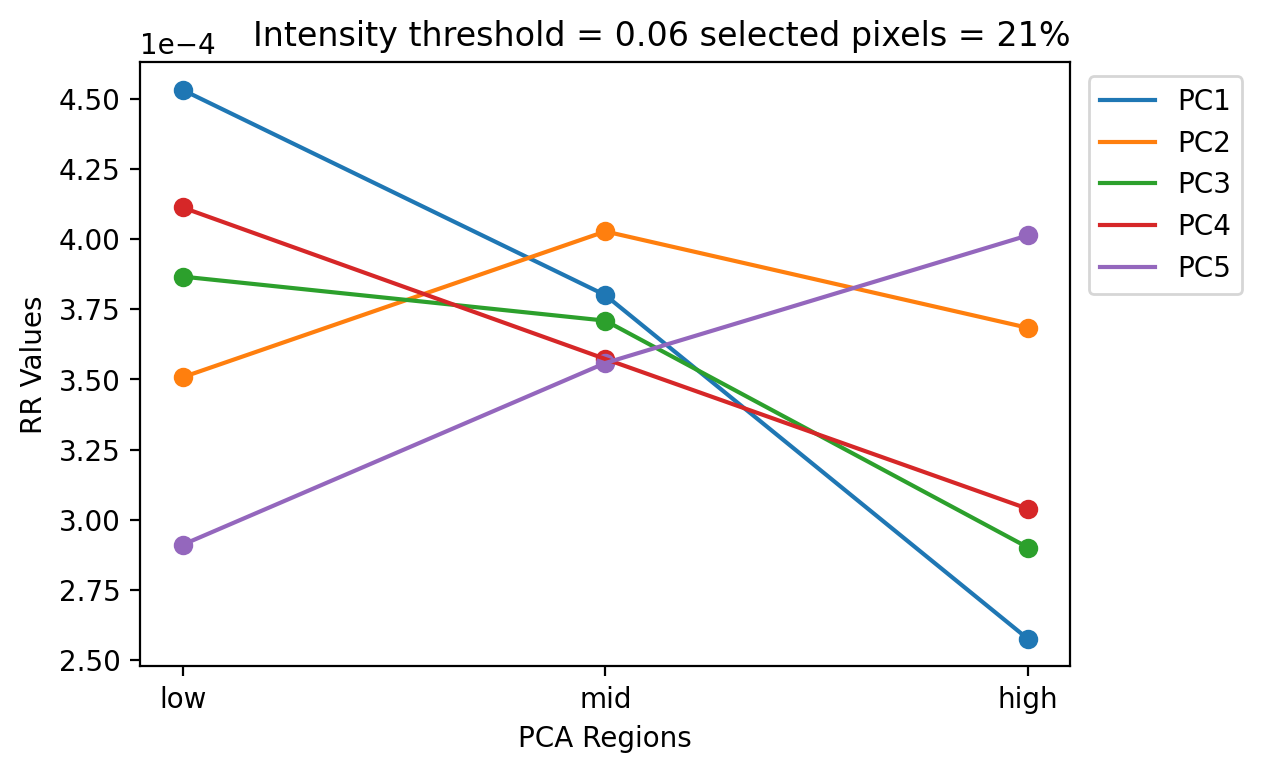 Intensity threshold = 0.06 selected pixels = 21%
1e−4
4.50
4.25
4.00
3.75
3.50
3.25
3.00
2.75
2.50
RR Values
low
mid
high
PCA Regions
PC1
PC2
PC3
PC4
PC5